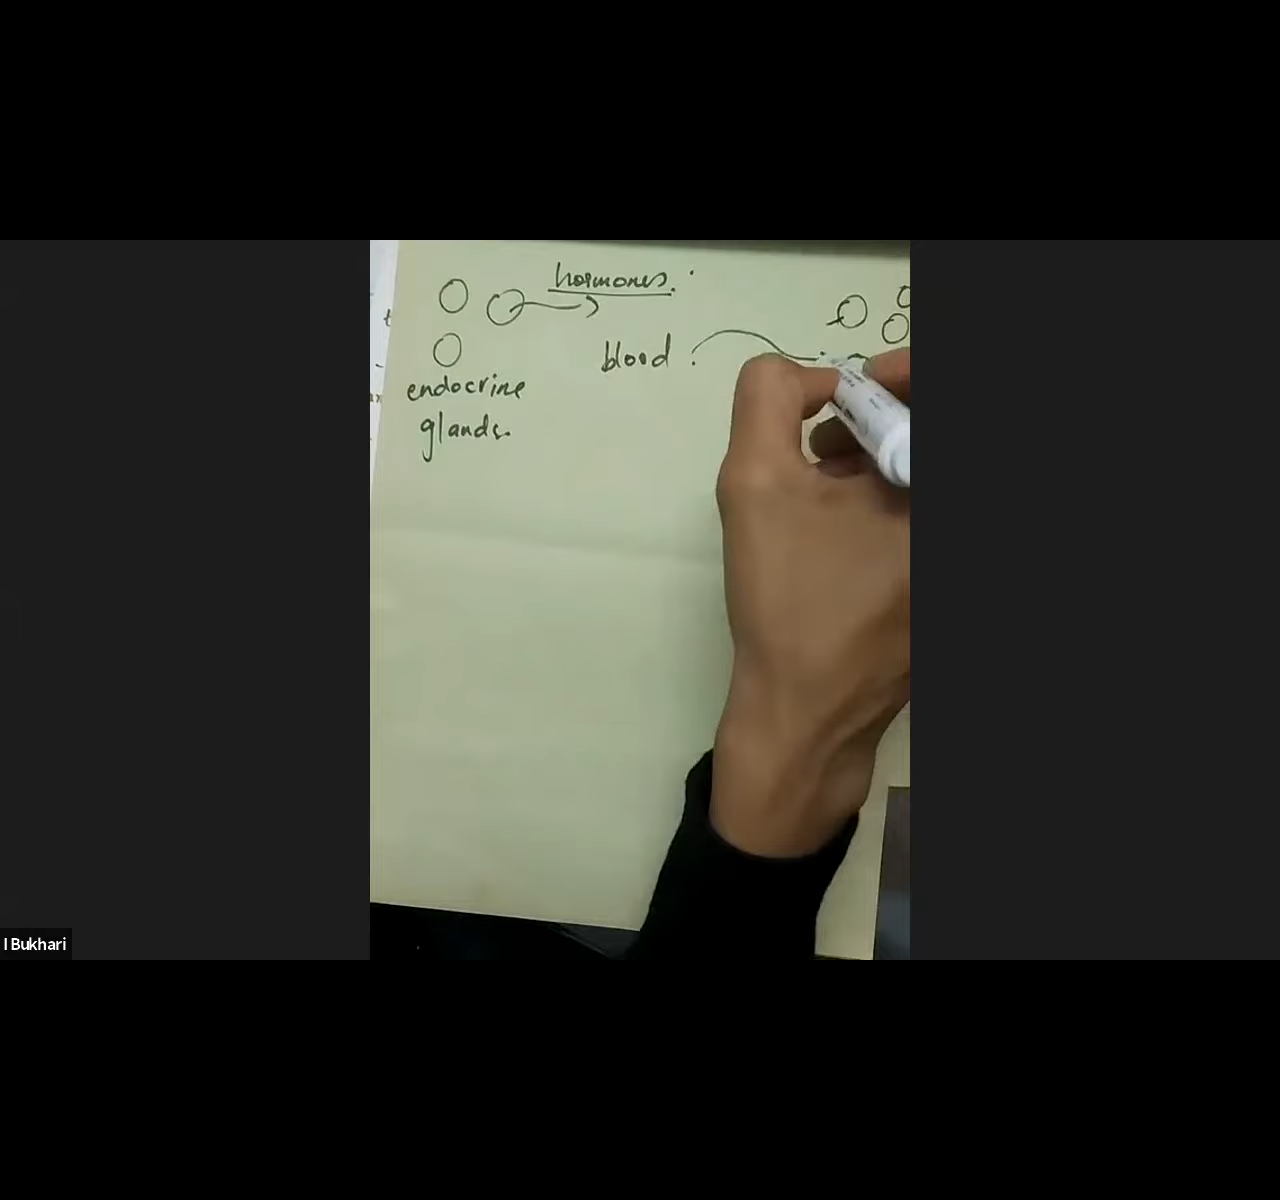 hormones.
blood
endocrine
glands.
I Bukhari